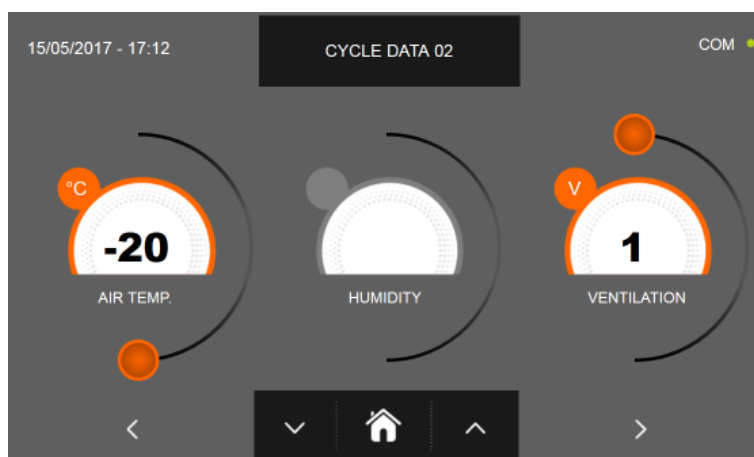 15/05/2017 - 17:12
CYCLE DATA 02
COM
°C
V
-20
1
AIR TEMP.
HUMIDITY
VENTILATION